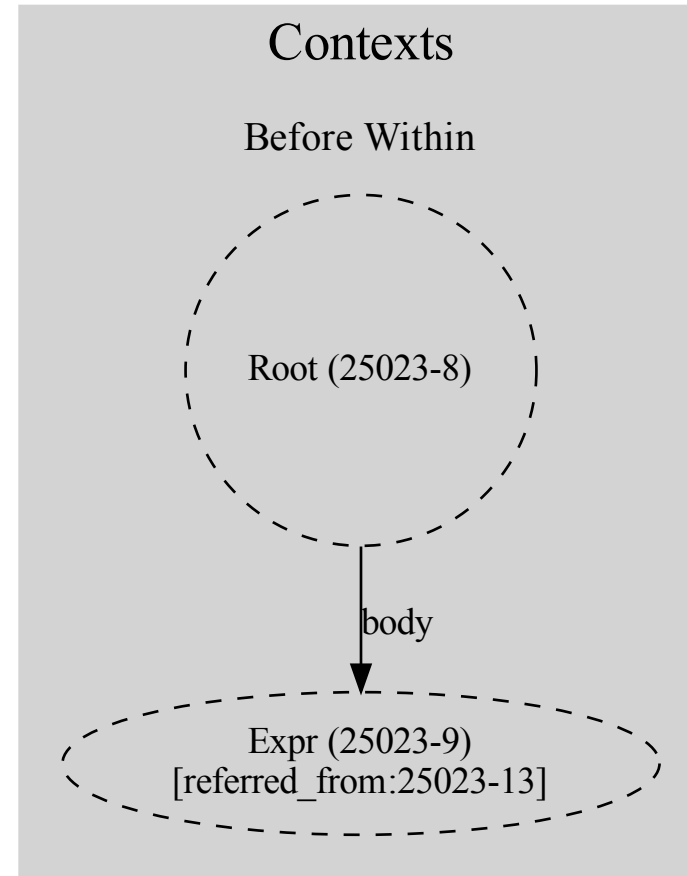 Contexts
Before Within
Root (25023-8)
body
Expr (25023-9)
[referred_from:25023-13]